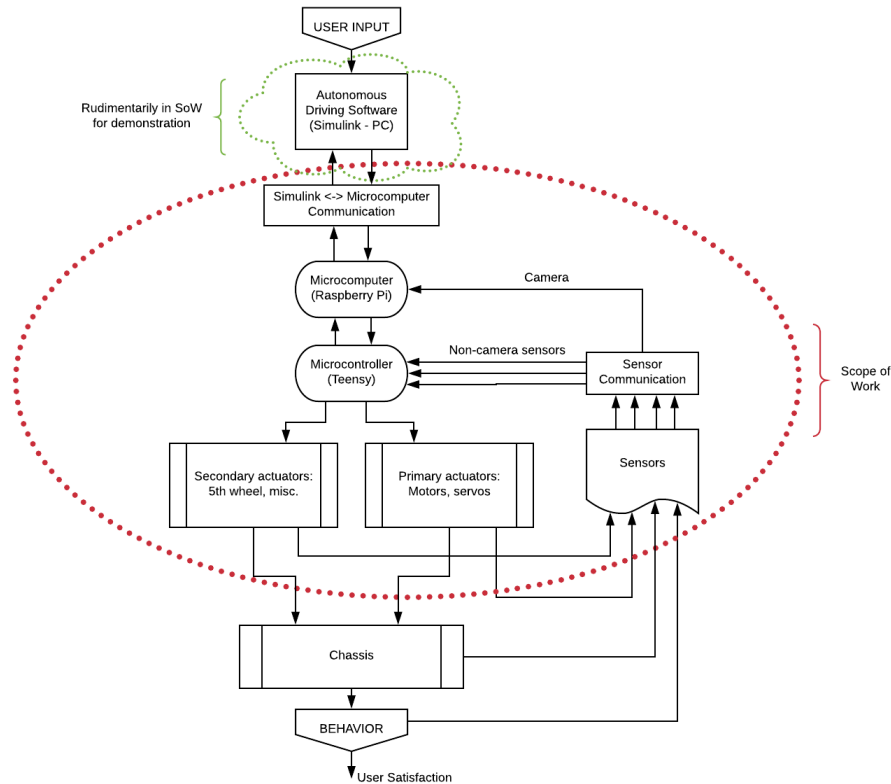 USER INPUT
Autonomous
Driving Software
(Simulink - PC)
Rudimentarily in SoW
for demonstration
Simulink <-> Microcomputer
Communication
Microcomputer
(Raspberry Pi)
Camera
Microcontroller
(Teensy)
Non-camera sensors
Sensor
Communication
Scope of
Work
Secondary actuators:
5th wheel, misc.
Primary actuators:
Motors, servos
Sensors
Chassis
BEHAVIOR
User Satisfaction